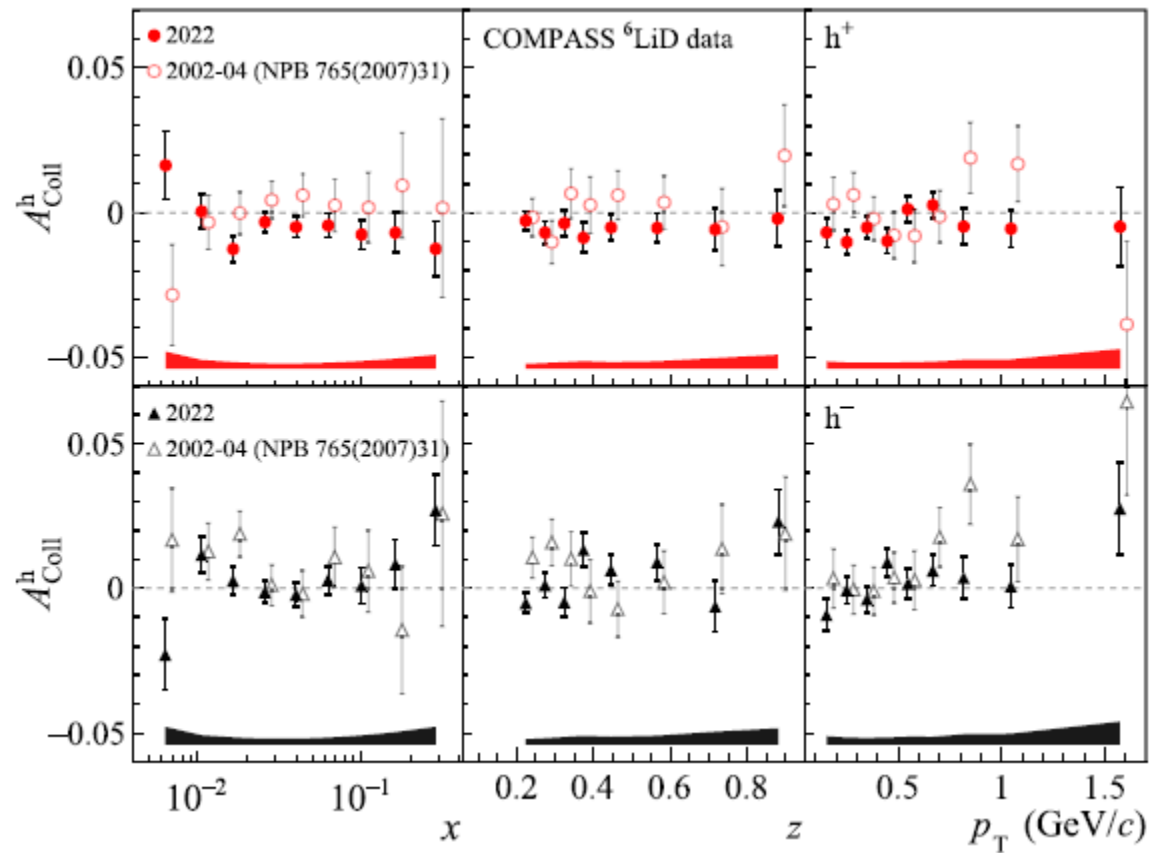 2022
2002-04 (NPB 765(2007)31)
COMPASS ⁶LiD data
h⁺
0.05
0
−0.05
Aʰ_Coll
2022
2002-04 (NPB 765(2007)31)
h⁻
0.05
0
−0.05
Aʰ_Coll
10⁻² 10⁻¹ 0.2 0.4 0.6 0.8 0.5 1 1.5
x z p_T (GeV/c)